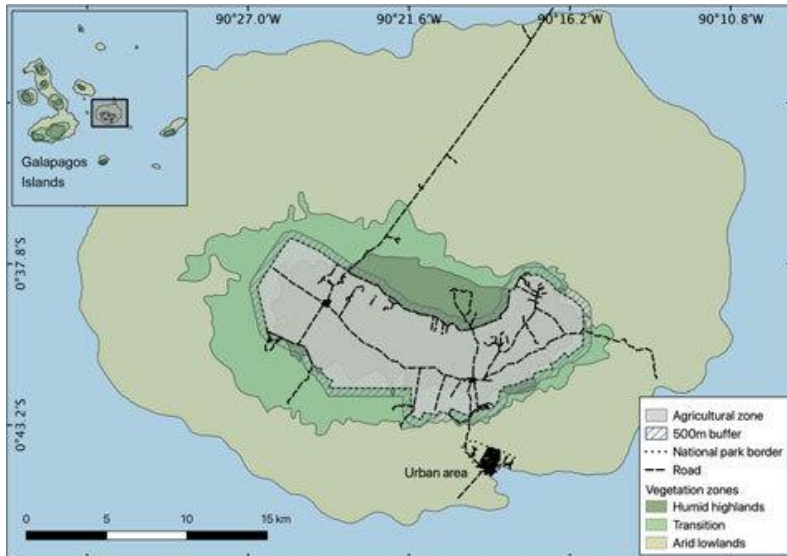 90°27.0'W 90°21.6'W 90°16.2'W 90°10.8'W
Galapagos
Islands
0°37.8'S
0°43.2'S
Urban area
0 5 10 15 km
Agricultural zone
500m buffer
National park border
Road
Vegetation zones
Humid highlands
Transition
Arid lowlands